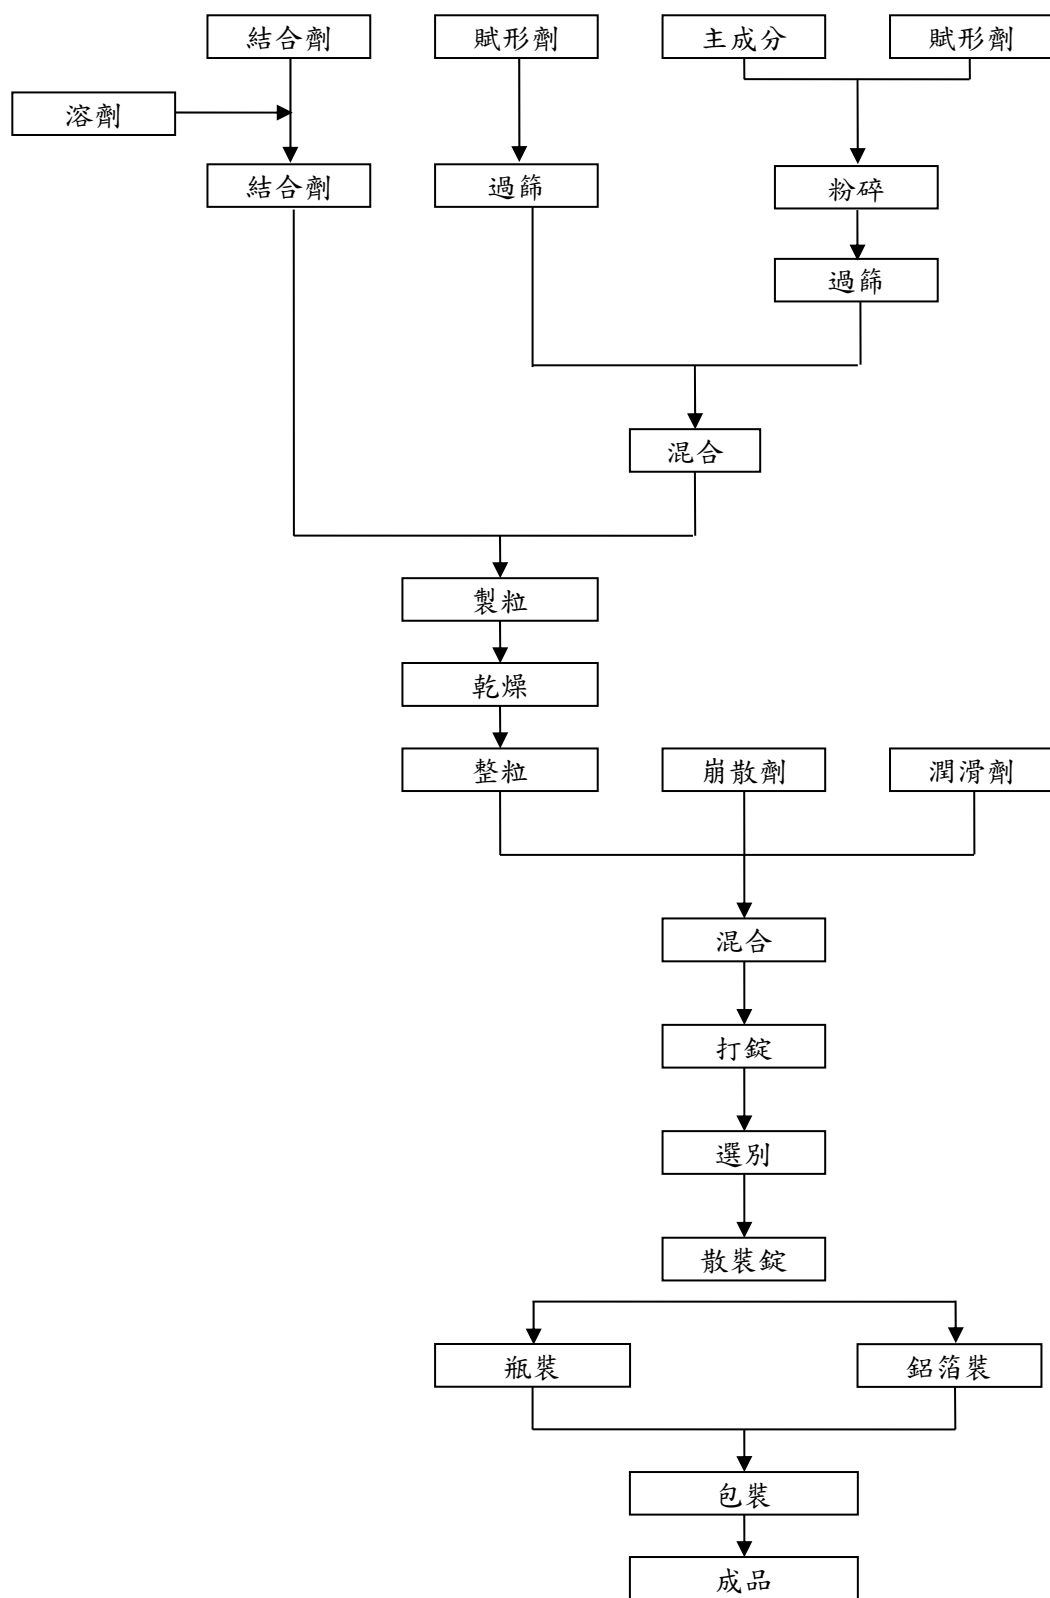 結合劑
賦形劑
主成分
賦形劑
溶劑
結合劑
過篩
粉碎
過篩
混合
製粒
乾燥
整粒
崩散劑
潤滑劑
混合
打錠
選別
散裝錠
瓶裝
鋁箔裝
包裝
成品